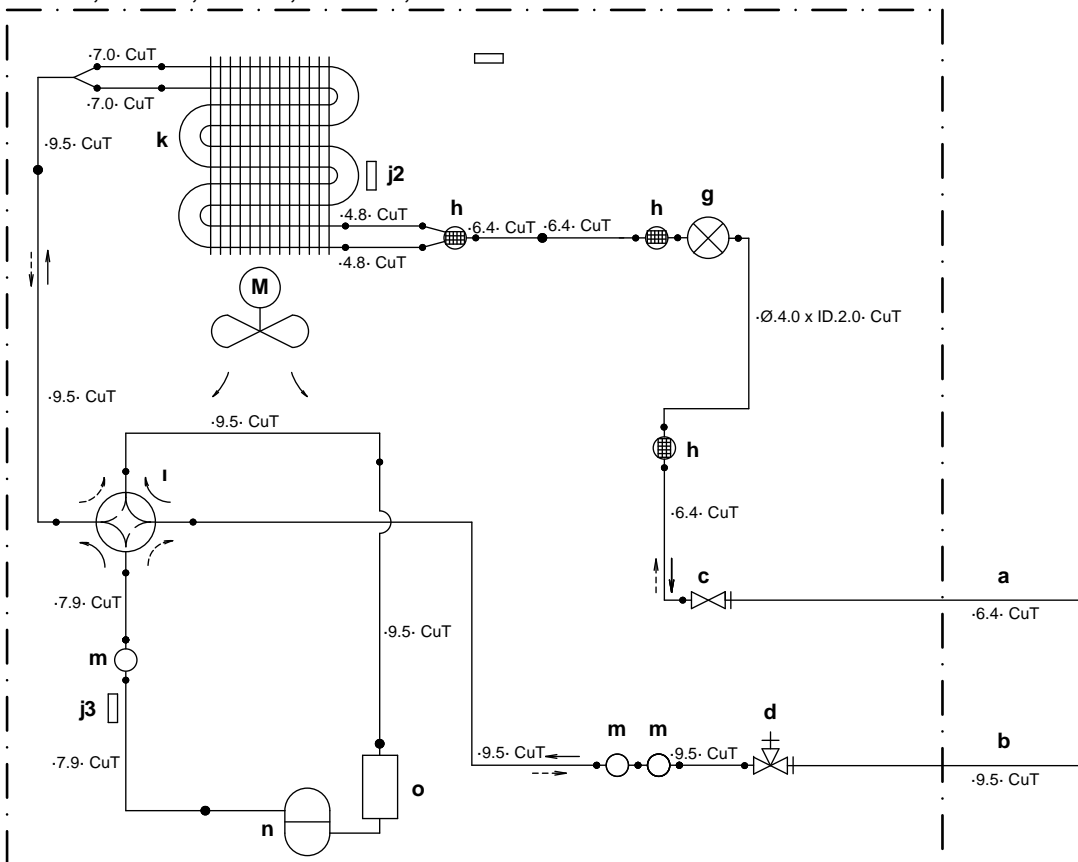 ·7.0· CuT
·7.0· CuT
k
·9.5· CuT
j2
g
h
h
·4.8· CuT
·6.4· CuT
·6.4· CuT
·4.8· CuT
M
·Ø.4.0 x ID.2.0· CuT
·9.5· CuT
·9.5· CuT
h
·6.4· CuT
c
a
·7.9· CuT
·6.4· CuT
·9.5· CuT
m
j3
d
m
m
b
·9.5· CuT
·9.5· CuT
·7.9· CuT
·9.5· CuT
o
n